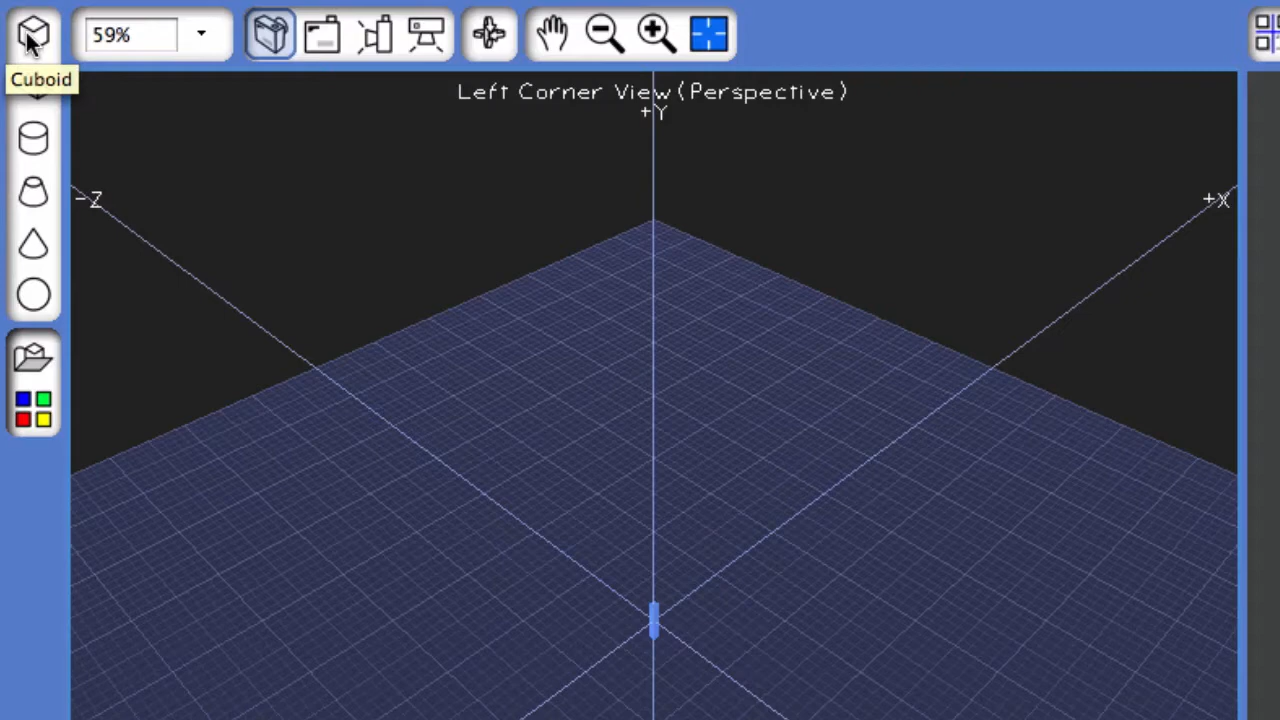 59%
Cuboid
Left Corner View(Perspective)
+Y
-Z
+X